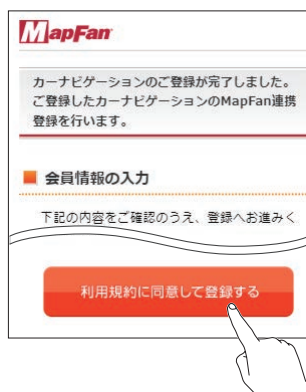 MapFan
カーナビゲーションのご登録が完了しました。
ご登録したカーナビゲーションのMapFan連携
登録を行います。
会員情報の入力
下記の内容をご確認のうえ、登録へお進みく
利用規約に同意して登録する